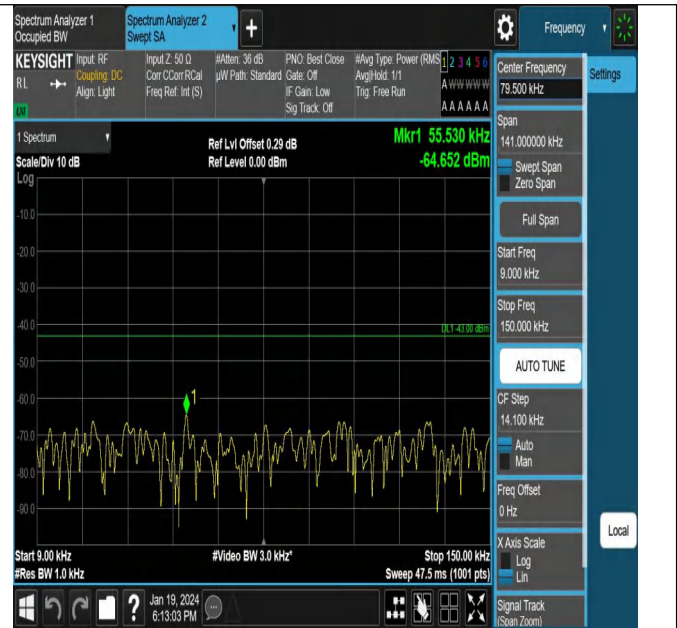 Spectrum Analyzer 1
Occupied BW
Spectrum Analyzer 2
Swept SA
+
Frequency
KEYSIGHT
RL
Input: RF
Coupling: DC
Align: Light
Input Z: 50 Ω
Corr CCorr RCal
Freq Ref: Int (S)
#Atten: 36 dB
µW Path: Standard
PNO: Best Close
Gate: Off
IF Gain: Low
Sig Track: Off
#Avg Type: Power (RMS
Avg|Hold: 1/1
Trig: Free Run
1 2 3 4 5 6
A W W W W W
A A A A A A
1 Spectrum
Scale/Div 10 dB
Log
Ref Lvl Offset 0.29 dB
Ref Level 0.00 dBm
Mkr1 55.530 kHz
-64.652 dBm
-10.0
-20.0
-30.0
-40.0
DL1 -43.00 dBm
-50.0
-60.0
1
-70.0
-80.0
-90.0
Start 9.00 kHz
#Res BW 1.0 kHz
#Video BW 3.0 kHz*
Stop 150.00 kHz
Sweep 47.5 ms (1001 pts)
Center Frequency
79.500 kHz
Settings
Span
141.000000 kHz
Swept Span
Zero Span
Full Span
Start Freq
9.000 kHz
Stop Freq
150.000 kHz
AUTO TUNE
CF Step
14.100 kHz
Auto
Man
Freq Offset
0 Hz
X Axis Scale
Log
Lin
Local
Signal Track
(Span Zoom)
?
Jan 19, 2024
6:13:03 PM